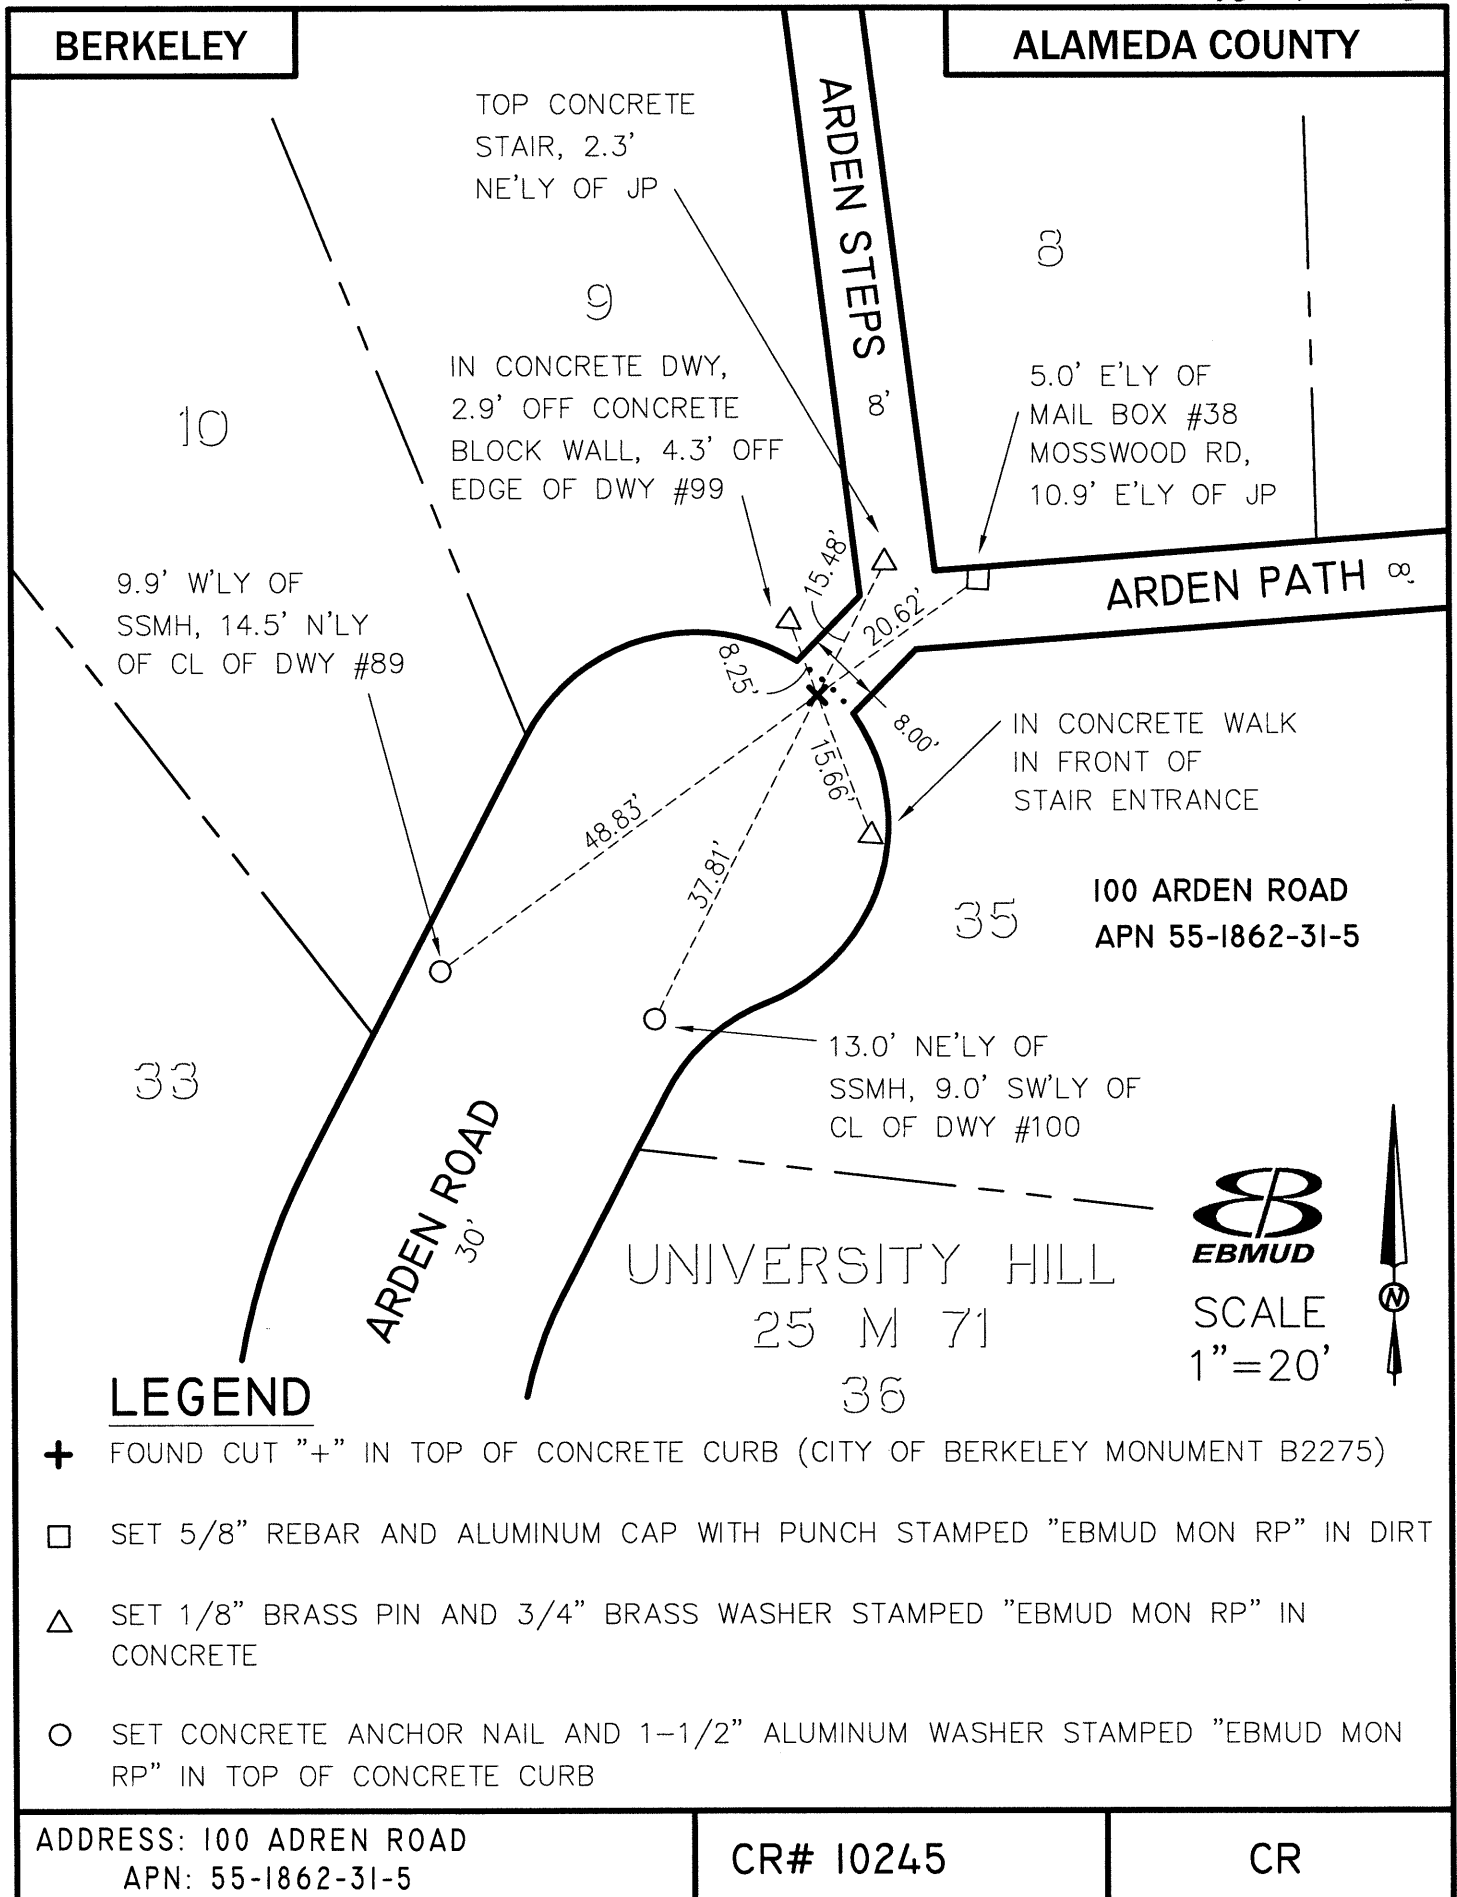 BERKELEY
ALAMEDA COUNTY
TOP CONCRETE
STAIR, 2.3'
NE'LY OF JP
ARDEN STEPS
8'
8
9
10
IN CONCRETE DWY,
2.9' OFF CONCRETE
BLOCK WALL, 4.3' OFF
EDGE OF DWY #99
5.0' E'LY OF
MAIL BOX #38
MOSSWOOD RD,
10.9' E'LY OF JP
9.9' W'LY OF
SSMH, 14.5' N'LY
OF CL OF DWY #89
15.48'
20.62'
ARDEN PATH 8'
8.25'
8.00'
15.66'
IN CONCRETE WALK
IN FRONT OF
STAIR ENTRANCE
48.83'
37.81'
35
100 ARDEN ROAD
APN 55-1862-31-5
33
13.0' NE'LY OF
SSMH, 9.0' SW'LY OF
CL OF DWY #100
ARDEN ROAD
30'
UNIVERSITY HILL
25 M 71
36
EBMUD
SCALE
1"=20'
N
LEGEND
FOUND CUT "+" IN TOP OF CONCRETE CURB (CITY OF BERKELEY MONUMENT B2275)
SET 5/8" REBAR AND ALUMINUM CAP WITH PUNCH STAMPED "EBMUD MON RP" IN DIRT
SET 1/8" BRASS PIN AND 3/4" BRASS WASHER STAMPED "EBMUD MON RP" IN
CONCRETE
SET CONCRETE ANCHOR NAIL AND 1-1/2" ALUMINUM WASHER STAMPED "EBMUD MON
RP" IN TOP OF CONCRETE CURB
ADDRESS: 100 ADREN ROAD
APN: 55-1862-31-5
CR# 10245
CR